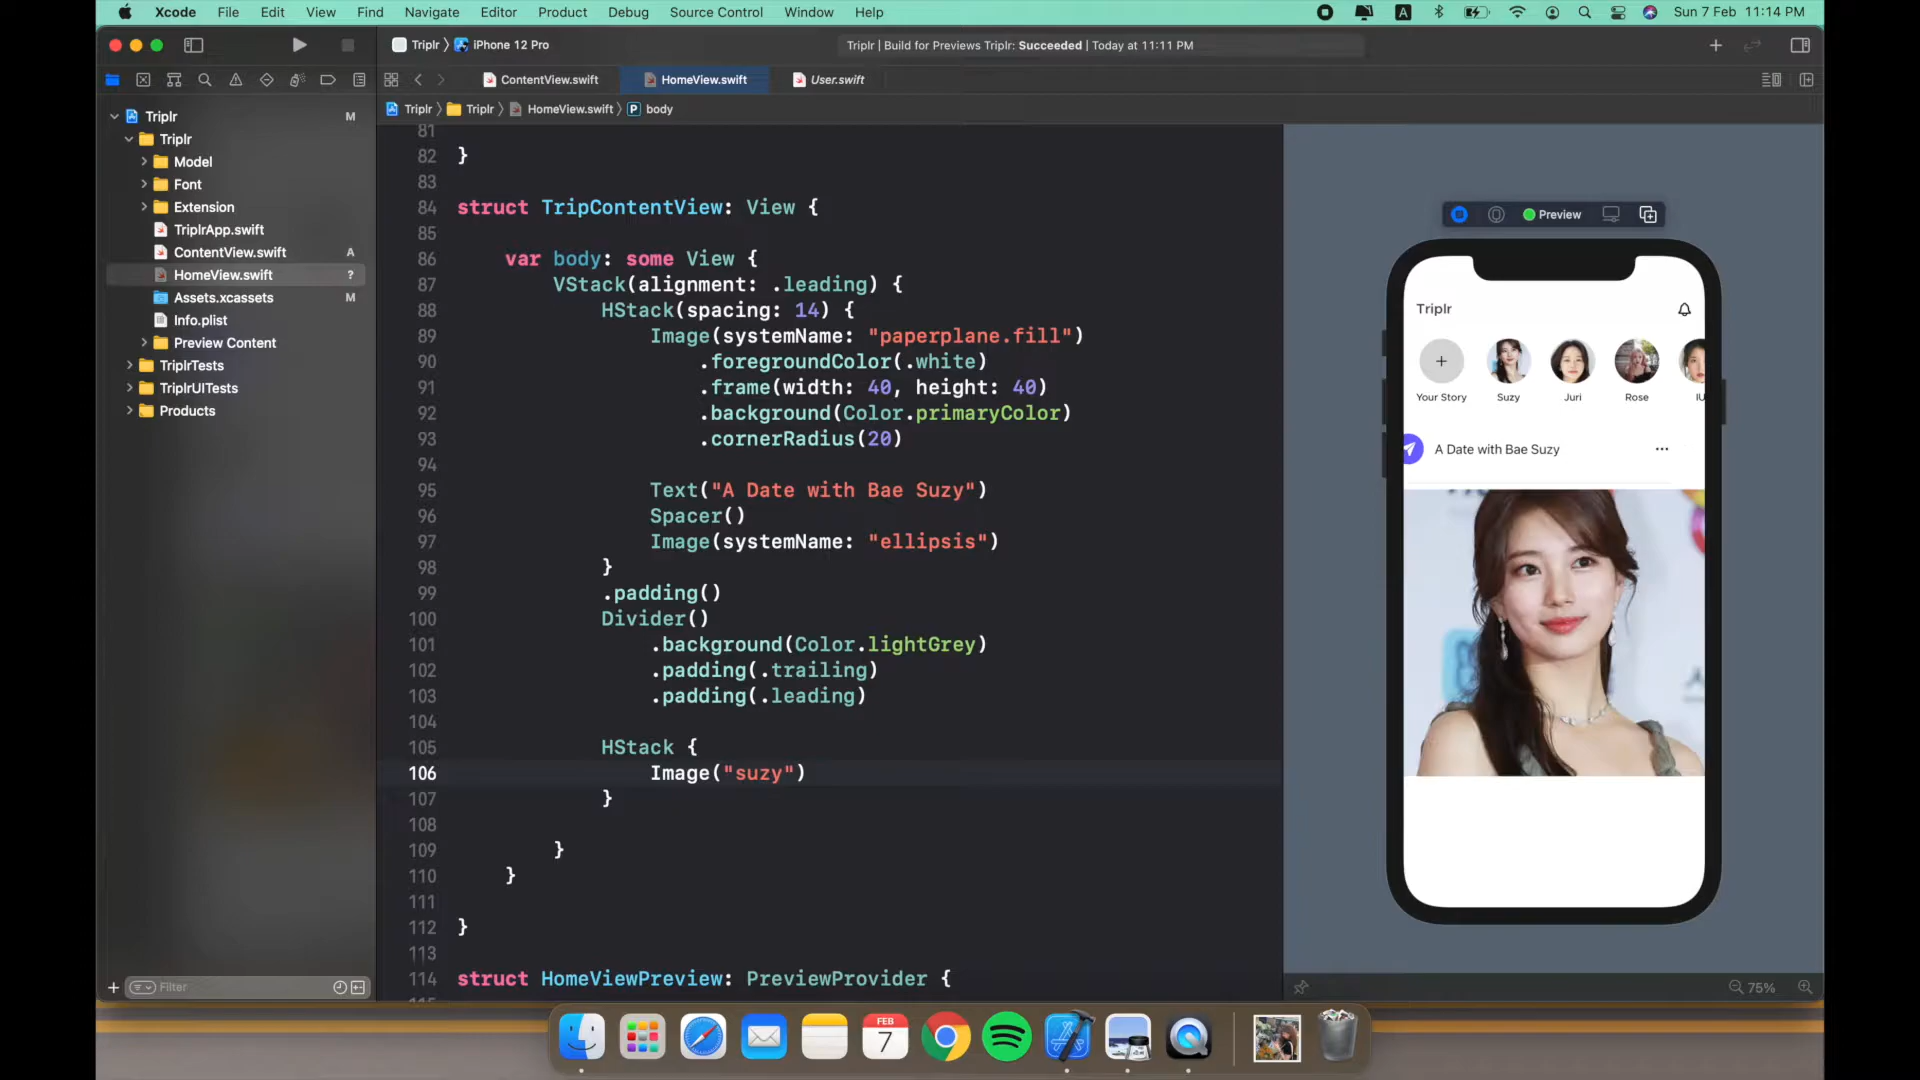 Xcode File Edit View Find Navigate Editor Product Debug Source Control Window Help
A
Sun 7 Feb 11:14 PM
Triplr iPhone 12 Pro
Triplr | Build for Previews Triplr: Succeeded | Today at 11:11 PM
ContentView.swift
HomeView.swift
User.swift
Triplr Triplr HomeView.swift P body
Triplr M
Triplr
Model
Font
Extension
TriplrApp.swift
ContentView.swift A
HomeView.swift ?
Assets.xcassets M
Info.plist
Preview Content
TriplrTests
TriplrUITests
Products
Filter
81
82 }
83
84 struct TripContentView: View {
85
86 var body: some View {
87 VStack(alignment: .leading) {
88 HStack(spacing: 14) {
89 Image(systemName: "paperplane.fill")
90 .foregroundColor(.white)
91 .frame(width: 40, height: 40)
92 .background(Color.primaryColor)
93 .cornerRadius(20)
94
95 Text("A Date with Bae Suzy")
96 Spacer()
97 Image(systemName: "ellipsis")
98 }
99 .padding()
100 Divider()
101 .background(Color.lightGrey)
102 .padding(.trailing)
103 .padding(.leading)
104
105 HStack {
106 Image("suzy")
107 }
108
109 }
110 }
111
112 }
113
114 struct HomeViewPreview: PreviewProvider {
Preview
Triplr
Your Story Suzy Juri Rose IU
A Date with Bae Suzy
75%
FEB
7